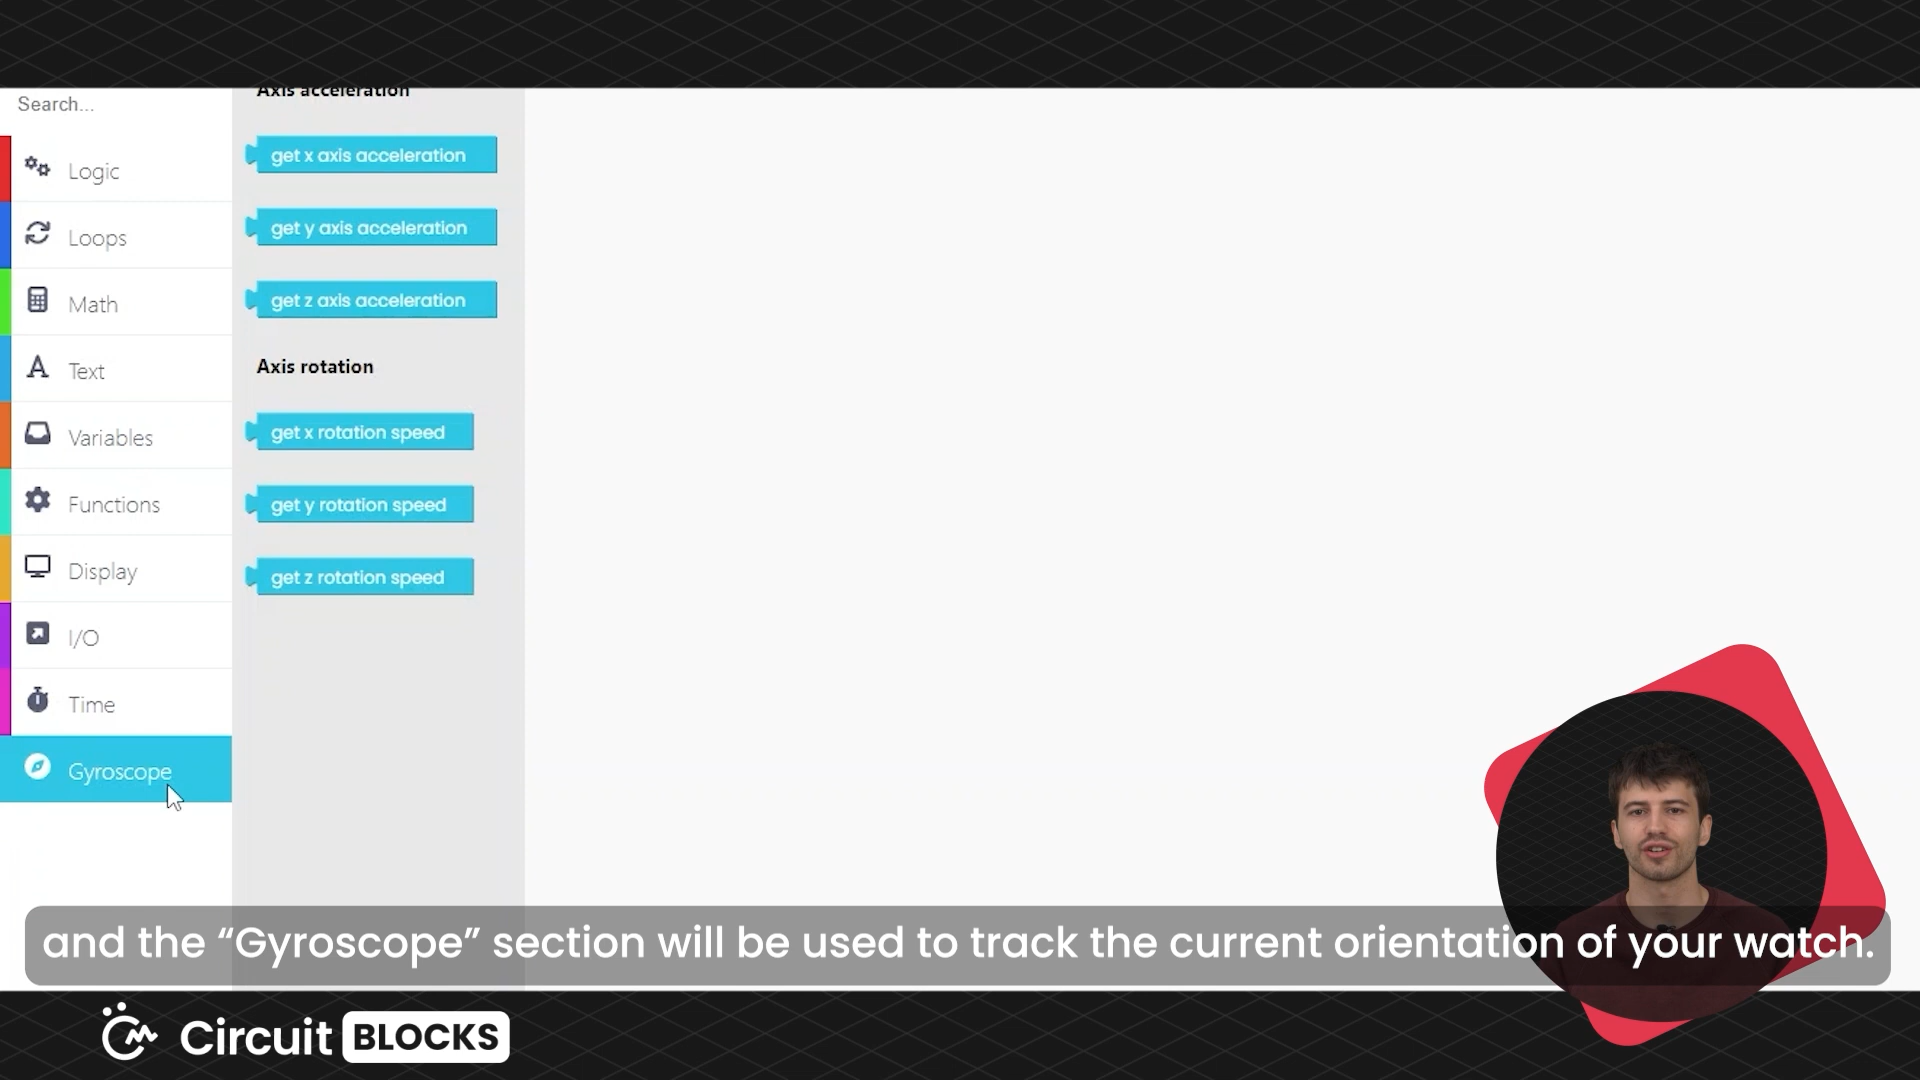 Search...
Logic
Loops
Math
Text
Variables
Functions
Display
I/O
Time
Gyroscope
Axis acceleration
get x axis acceleration
get y axis acceleration
get z axis acceleration
Axis rotation
get x rotation speed
get y rotation speed
get z rotation speed
and the “Gyroscope” section will be used to track the current orientation of your watch.
Circuit BLOCKS